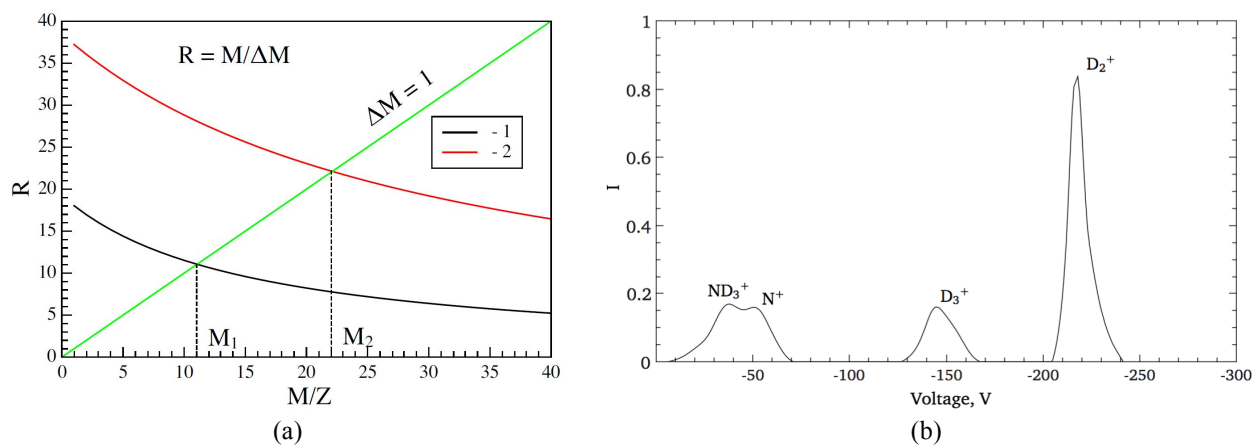 40
35
30
25
20
15
10
5
0
R
R = M/ΔM
ΔM = 1
- 1
- 2
M₁
M₂
0 5 10 15 20 25 30 35 40
M/Z
(a)
1
0.8
0.6
0.4
0.2
0
I
ND₃⁺
N⁺
D₃⁺
D₂⁺
-50 -100 -150 -200 -250 -300
Voltage, V
(b)